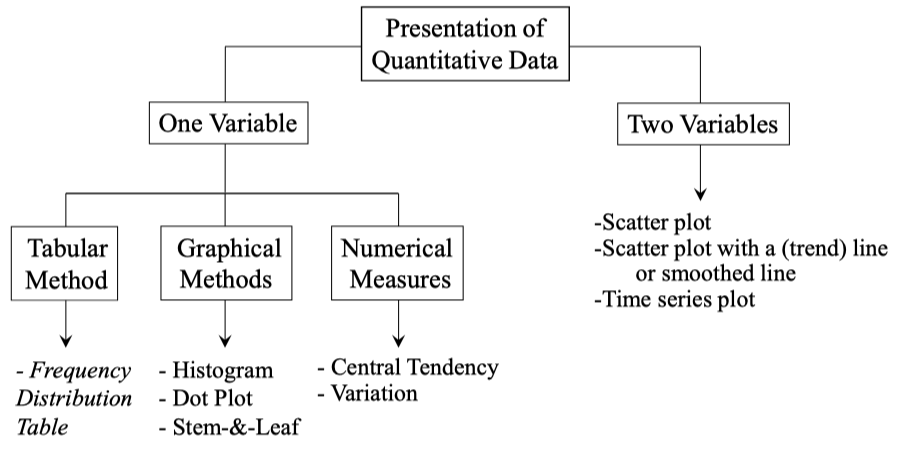 Presentation of
Quantitative Data
One Variable
Two Variables
Tabular
Method
Graphical
Methods
Numerical
Measures
- Frequency
Distribution
Table
- Histogram
- Dot Plot
- Stem-&-Leaf
- Central Tendency
- Variation
-Scatter plot
-Scatter plot with a (trend) line
or smoothed line
-Time series plot